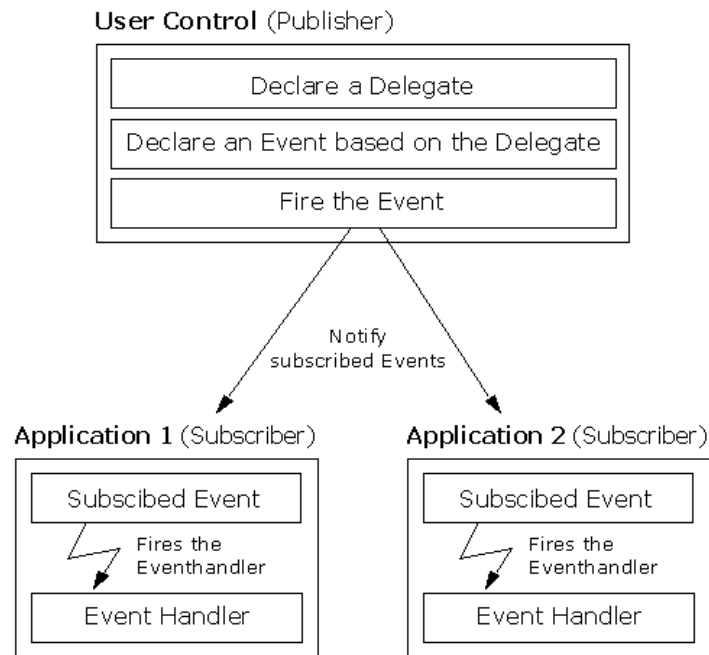 User Control (Publisher)
Declare a Delegate
Declare an Event based on the Delegate
Fire the Event
Notify
subscribed Events
Application 1 (Subscriber)
Subscibed Event
Fires the
Eventhandler
Event Handler
Application 2 (Subscriber)
Subscibed Event
Fires the
Eventhandler
Event Handler